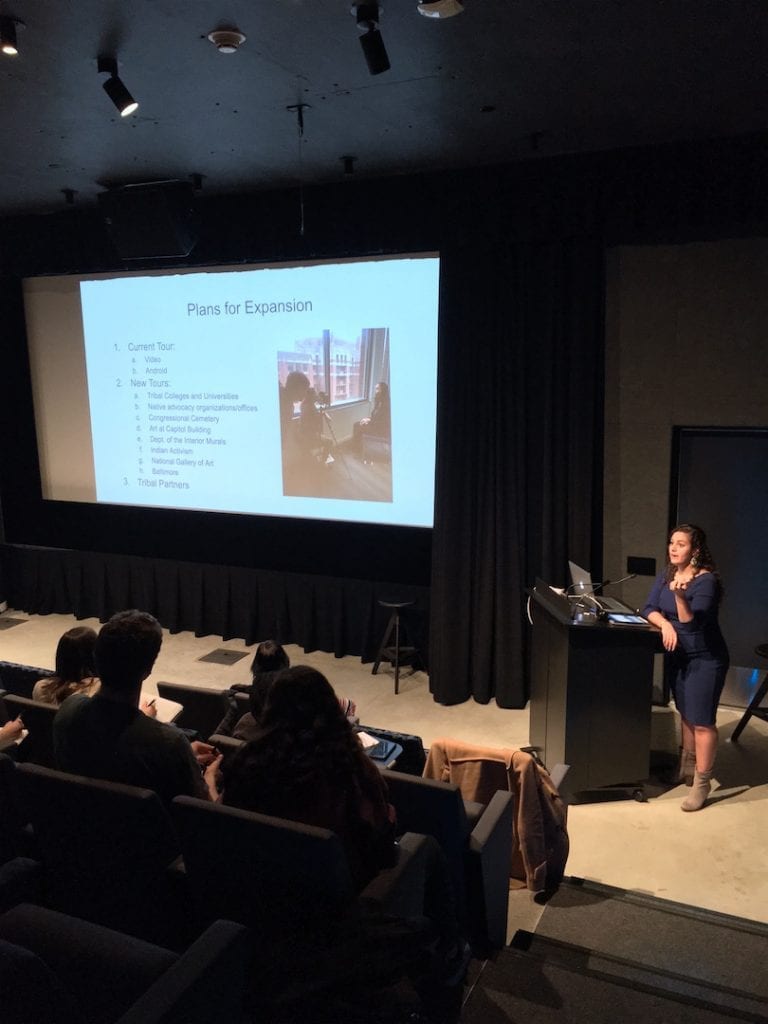 Plans for Expansion
1. Current Tour:
a. Video
b. Android
2. New Tours:
a. Tribal Colleges and Universities
b. Native advocacy organizations/offices
c. Congressional Cemetery
d. Art at Capitol Building
e. Dept. of the Interior Murals
f. Indian Activism
g. National Gallery of Art
h. Baltimore
3. Tribal Partners